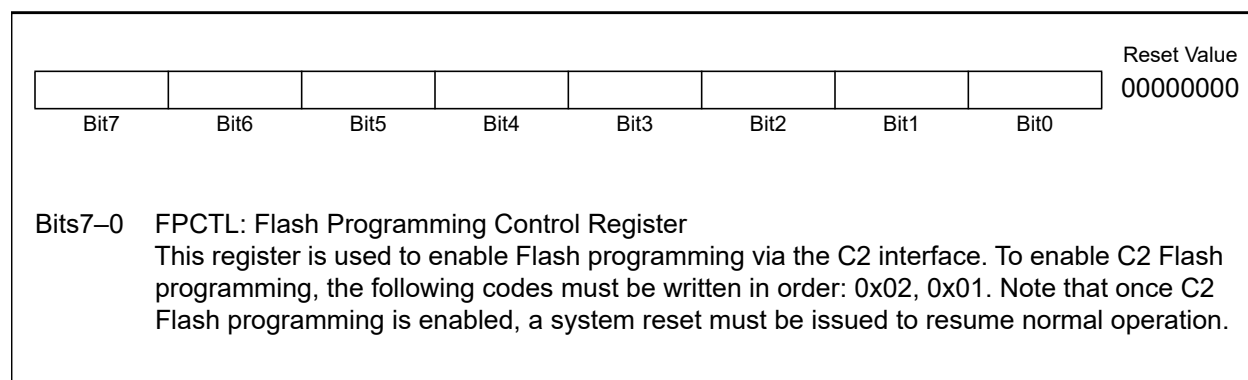 Reset Value
00000000
Bit7 Bit6 Bit5 Bit4 Bit3 Bit2 Bit1 Bit0
Bits7–0 FPCTL: Flash Programming Control Register
This register is used to enable Flash programming via the C2 interface. To enable C2 Flash
programming, the following codes must be written in order: 0x02, 0x01. Note that once C2
Flash programming is enabled, a system reset must be issued to resume normal operation.